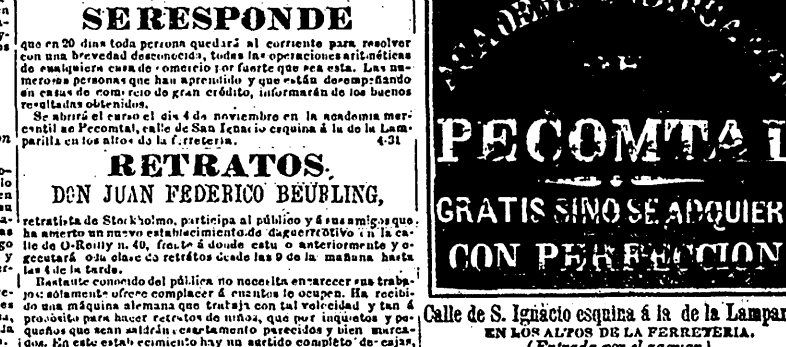 SE RESPONDE
que en 20 dias toda persona quedará al corriente para resolver
con una brevedad desconocida, todas las operaciones aritméticas
de cualquiera casa de comercio por fuerte que sea esta. Las nu-
merosas personas que han aprendido y que están desempeñando
en casas de comercio de gran crédito, informarán de los buenos
resultados obtenidos.
Se abrirá el curso el dia 4 de noviembre en la academia mer-
cantil de Pecomtal, calle de San Ignacio esquina á la de la Lam-
parilla en los altos de la ferreteria. 4-31
RETRATOS.
DON JUAN FEDERICO BEURLING,
retratista de Stockholmo, participa al público y á sus amigos que
ha abierto un nuevo establecimiento de daguerreotivo en la ca-
lle de O-Reilly n. 40, frente á donde estuvo anteriormente y e-
gecutará toda clase de retratos desde las 9 de la mañana hasta
las 4 de la tarde.
Bastante conocido del público no necesita encarecer sus traba-
jos: solamente ofrece complacer á cuantos le ocupen. Ha recibi-
do una máquina alemana que trabaja con tal velocidad y tan á
propósito para hacer retratos de niños, que por inquietos y pe-
queños que sean saldrán esactamente parecidos y bien marca-
dos. En este establecimiento hay un surtido completo de cajas,
PECOMTAL
GRATIS SINO SE ADQUIER
CON PERFECCION
Calle de S. Ignacio esquina á la de la Lampar
EN LOS ALTOS DE LA FERRETERIA.
(Entrada por el zaguan)